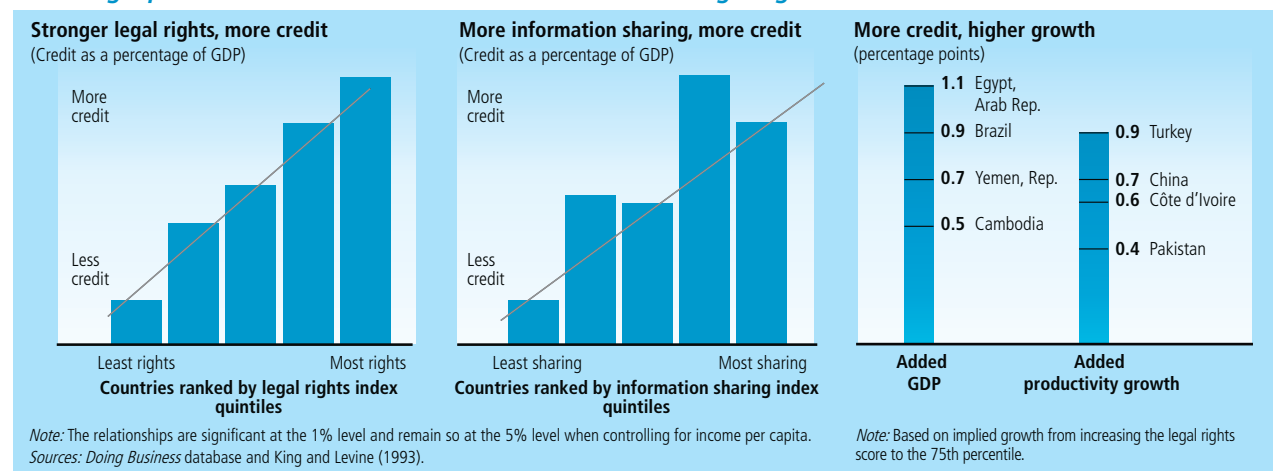 Stronger legal rights, more credit
(Credit as a percentage of GDP)
More
credit
Less
credit
Least rights Most rights
Countries ranked by legal rights index
quintiles
More information sharing, more credit
(Credit as a percentage of GDP)
More
credit
Less
credit
Least sharing Most sharing
Countries ranked by information sharing index
quintiles
Note: The relationships are significant at the 1% level and remain so at the 5% level when controlling for income per capita.
Sources: Doing Business database and King and Levine (1993).
More credit, higher growth
(percentage points)
1.1 Egypt,
Arab Rep.
0.9 Brazil
0.7 Yemen, Rep.
0.5 Cambodia
Added
GDP
0.9 Turkey
0.7 China
0.6 Côte d’Ivoire
0.4 Pakistan
Added
productivity growth
Note: Based on implied growth from increasing the legal rights
score to the 75th percentile.